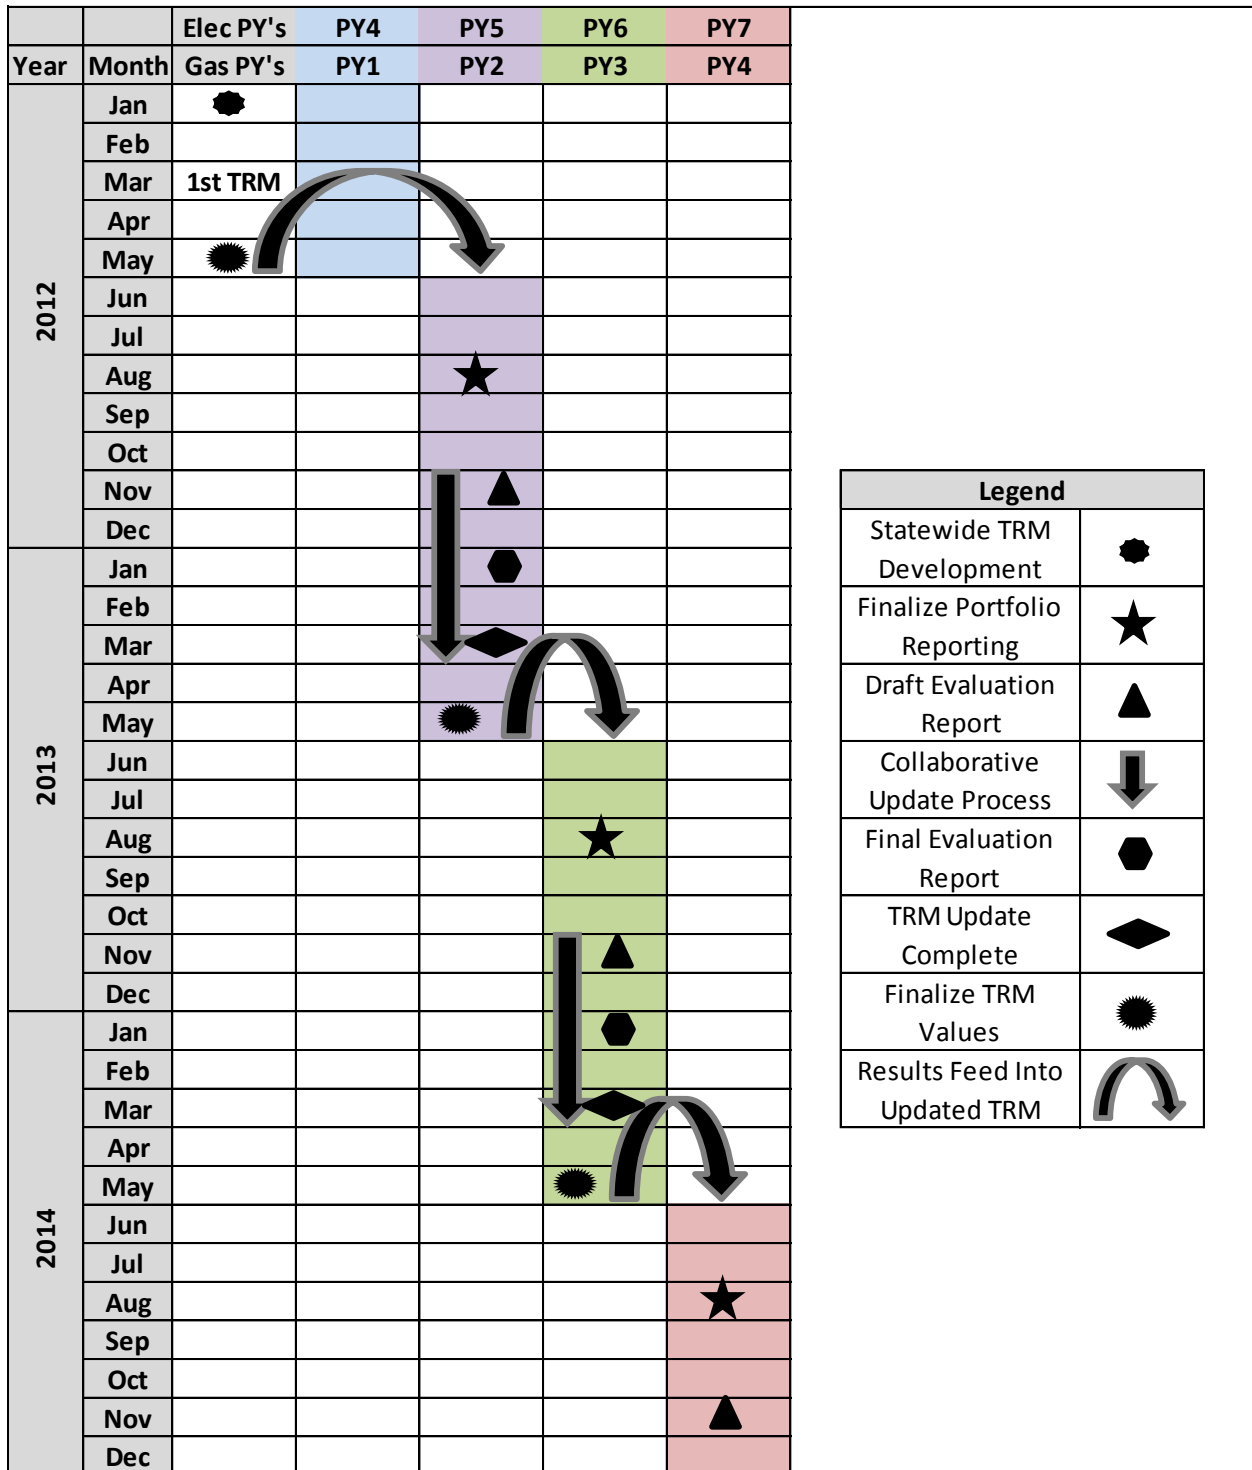 Elec PY's PY4 PY5 PY6 PY7
Year Month Gas PY's PY1 PY2 PY3 PY4
2012
Jan
Feb
Mar 1st TRM
Apr
May
Jun
Jul
Aug
Sep
Oct
Nov
Dec
2013
Jan
Feb
Mar
Apr
May
Jun
Jul
Aug
Sep
Oct
Nov
Dec
2014
Jan
Feb
Mar
Apr
May
Jun
Jul
Aug
Sep
Oct
Nov
Dec
Legend
Statewide TRM
Development
Finalize Portfolio
Reporting
Draft Evaluation
Report
Collaborative
Update Process
Final Evaluation
Report
TRM Update
Complete
Finalize TRM
Values
Results Feed Into
Updated TRM